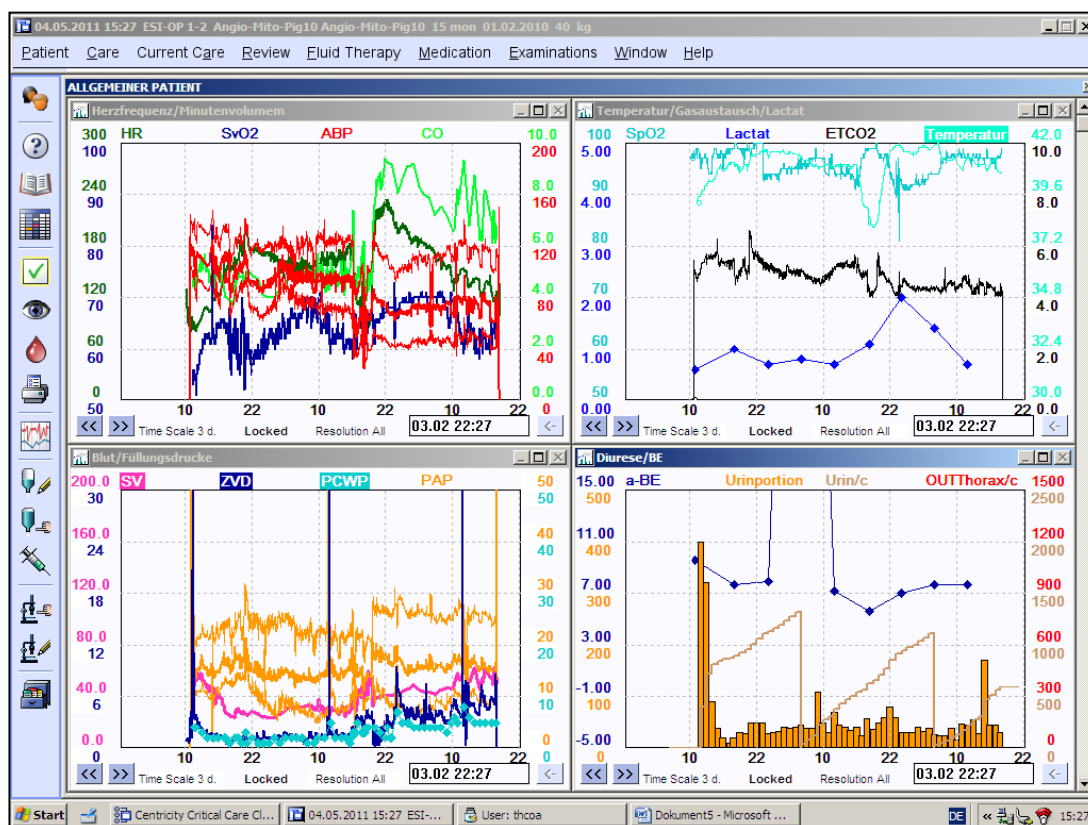 04.05.2011 15:27 ESI-OP 1-2 Angio-Mito-Pig10 Angio-Mito-Pig10 15 mon 01.02.2010 40 kg
Patient Care Current Care Review Fluid Therapy Medication Examinations Window Help
ALLGEMEINER PATIENT
Herzfrequenz/Minutenvolumem
300 HR SvO2 ABP CO 10.0
100 200
240 8.0
90 160
180 6.0
80 120
120 4.0
70 80
60 2.0
60 40
0 0.0
50 0
10 22 10 22 10 22
<< >> Time Scale 3 d. Locked Resolution All 03.02 22:27 <-
Temperatur/Gasaustausch/Lactat
100 SpO2 Lactat ETCO2 Temperatur 42.0
5.00 10.0
90 39.6
4.00 8.0
80 37.2
3.00 6.0
70 34.8
2.00 4.0
60 32.4
1.00 2.0
50 30.0
0.00 0.0
10 22 10 22 10 22
<< >> Time Scale 3 d. Locked Resolution All 03.02 22:27 <-
Blut/Füllungsdrucke
200.0 SV ZVD PCWP PAP 50
30 50
160.0 40
24 40
120.0 30
18 30
80.0 20
12 20
40.0 10
6 10
0.0 0
0 0
10 22 10 22 10 22
<< >> Time Scale 3 d. Locked Resolution All 03.02 22:27 <-
Diurese/BE
15.00 a-BE Urinportion Urin/c OUTThorax/c 1500
500 2500
11.00 1200
400 2000
7.00 900
300 1500
3.00 600
200 1000
-1.00 300
100 500
-5.00 0
0 0
10 22 10 22 10 22
<< >> Time Scale 3 d. Locked Resolution All 03.02 22:27 <-
Start Centricity Critical Care Cl... 04.05.2011 15:27 ESI-... User: thcoa Dokument5 - Microsoft ... DE « 15:27